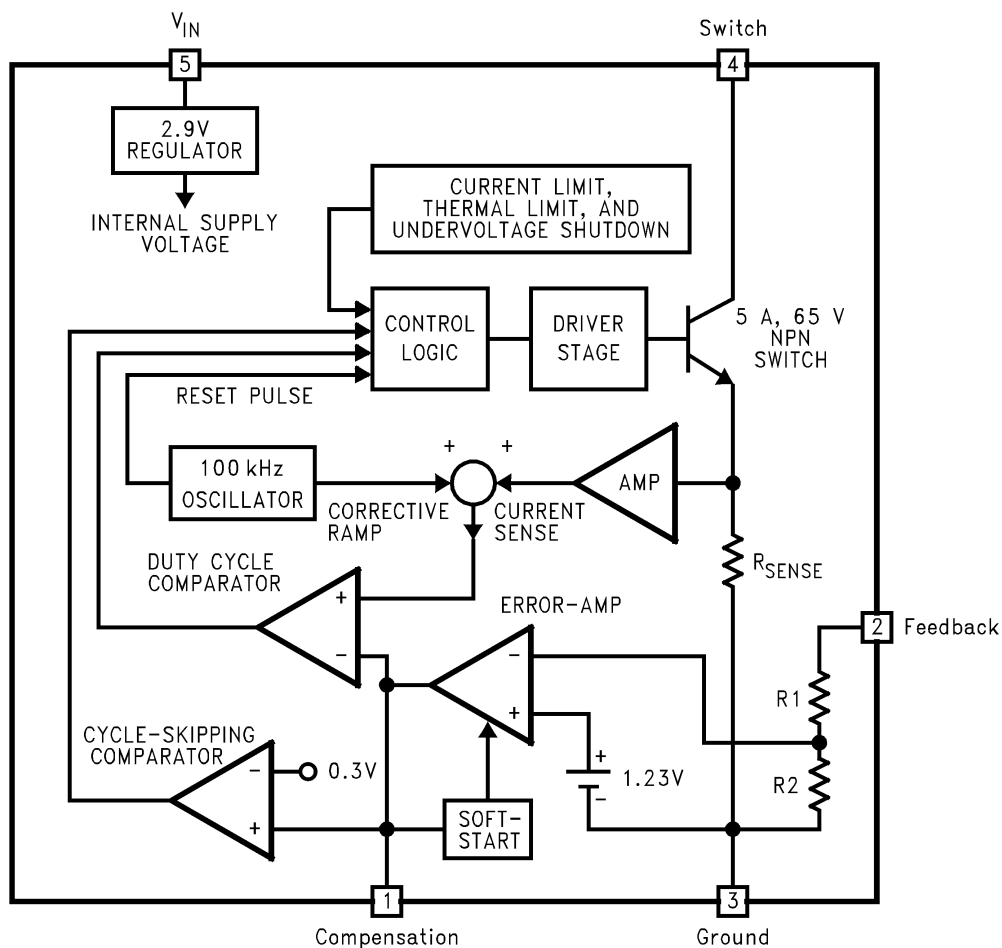 VIN
Switch
5
4
2.9V
REGULATOR
INTERNAL SUPPLY
VOLTAGE
CURRENT LIMIT,
THERMAL LIMIT, AND
UNDERVOLTAGE SHUTDOWN
CONTROL
LOGIC
DRIVER
STAGE
5 A, 65 V
NPN
SWITCH
RESET PULSE
100 kHz
OSCILLATOR
+
+
AMP
CORRECTIVE
RAMP
CURRENT
SENSE
RSENSE
DUTY CYCLE
COMPARATOR
+
-
ERROR-AMP
-
+
2
Feedback
R1
R2
CYCLE-SKIPPING
COMPARATOR
-
0.3V
+
SOFT-
START
+
1.23V
-
1
3
Compensation
Ground